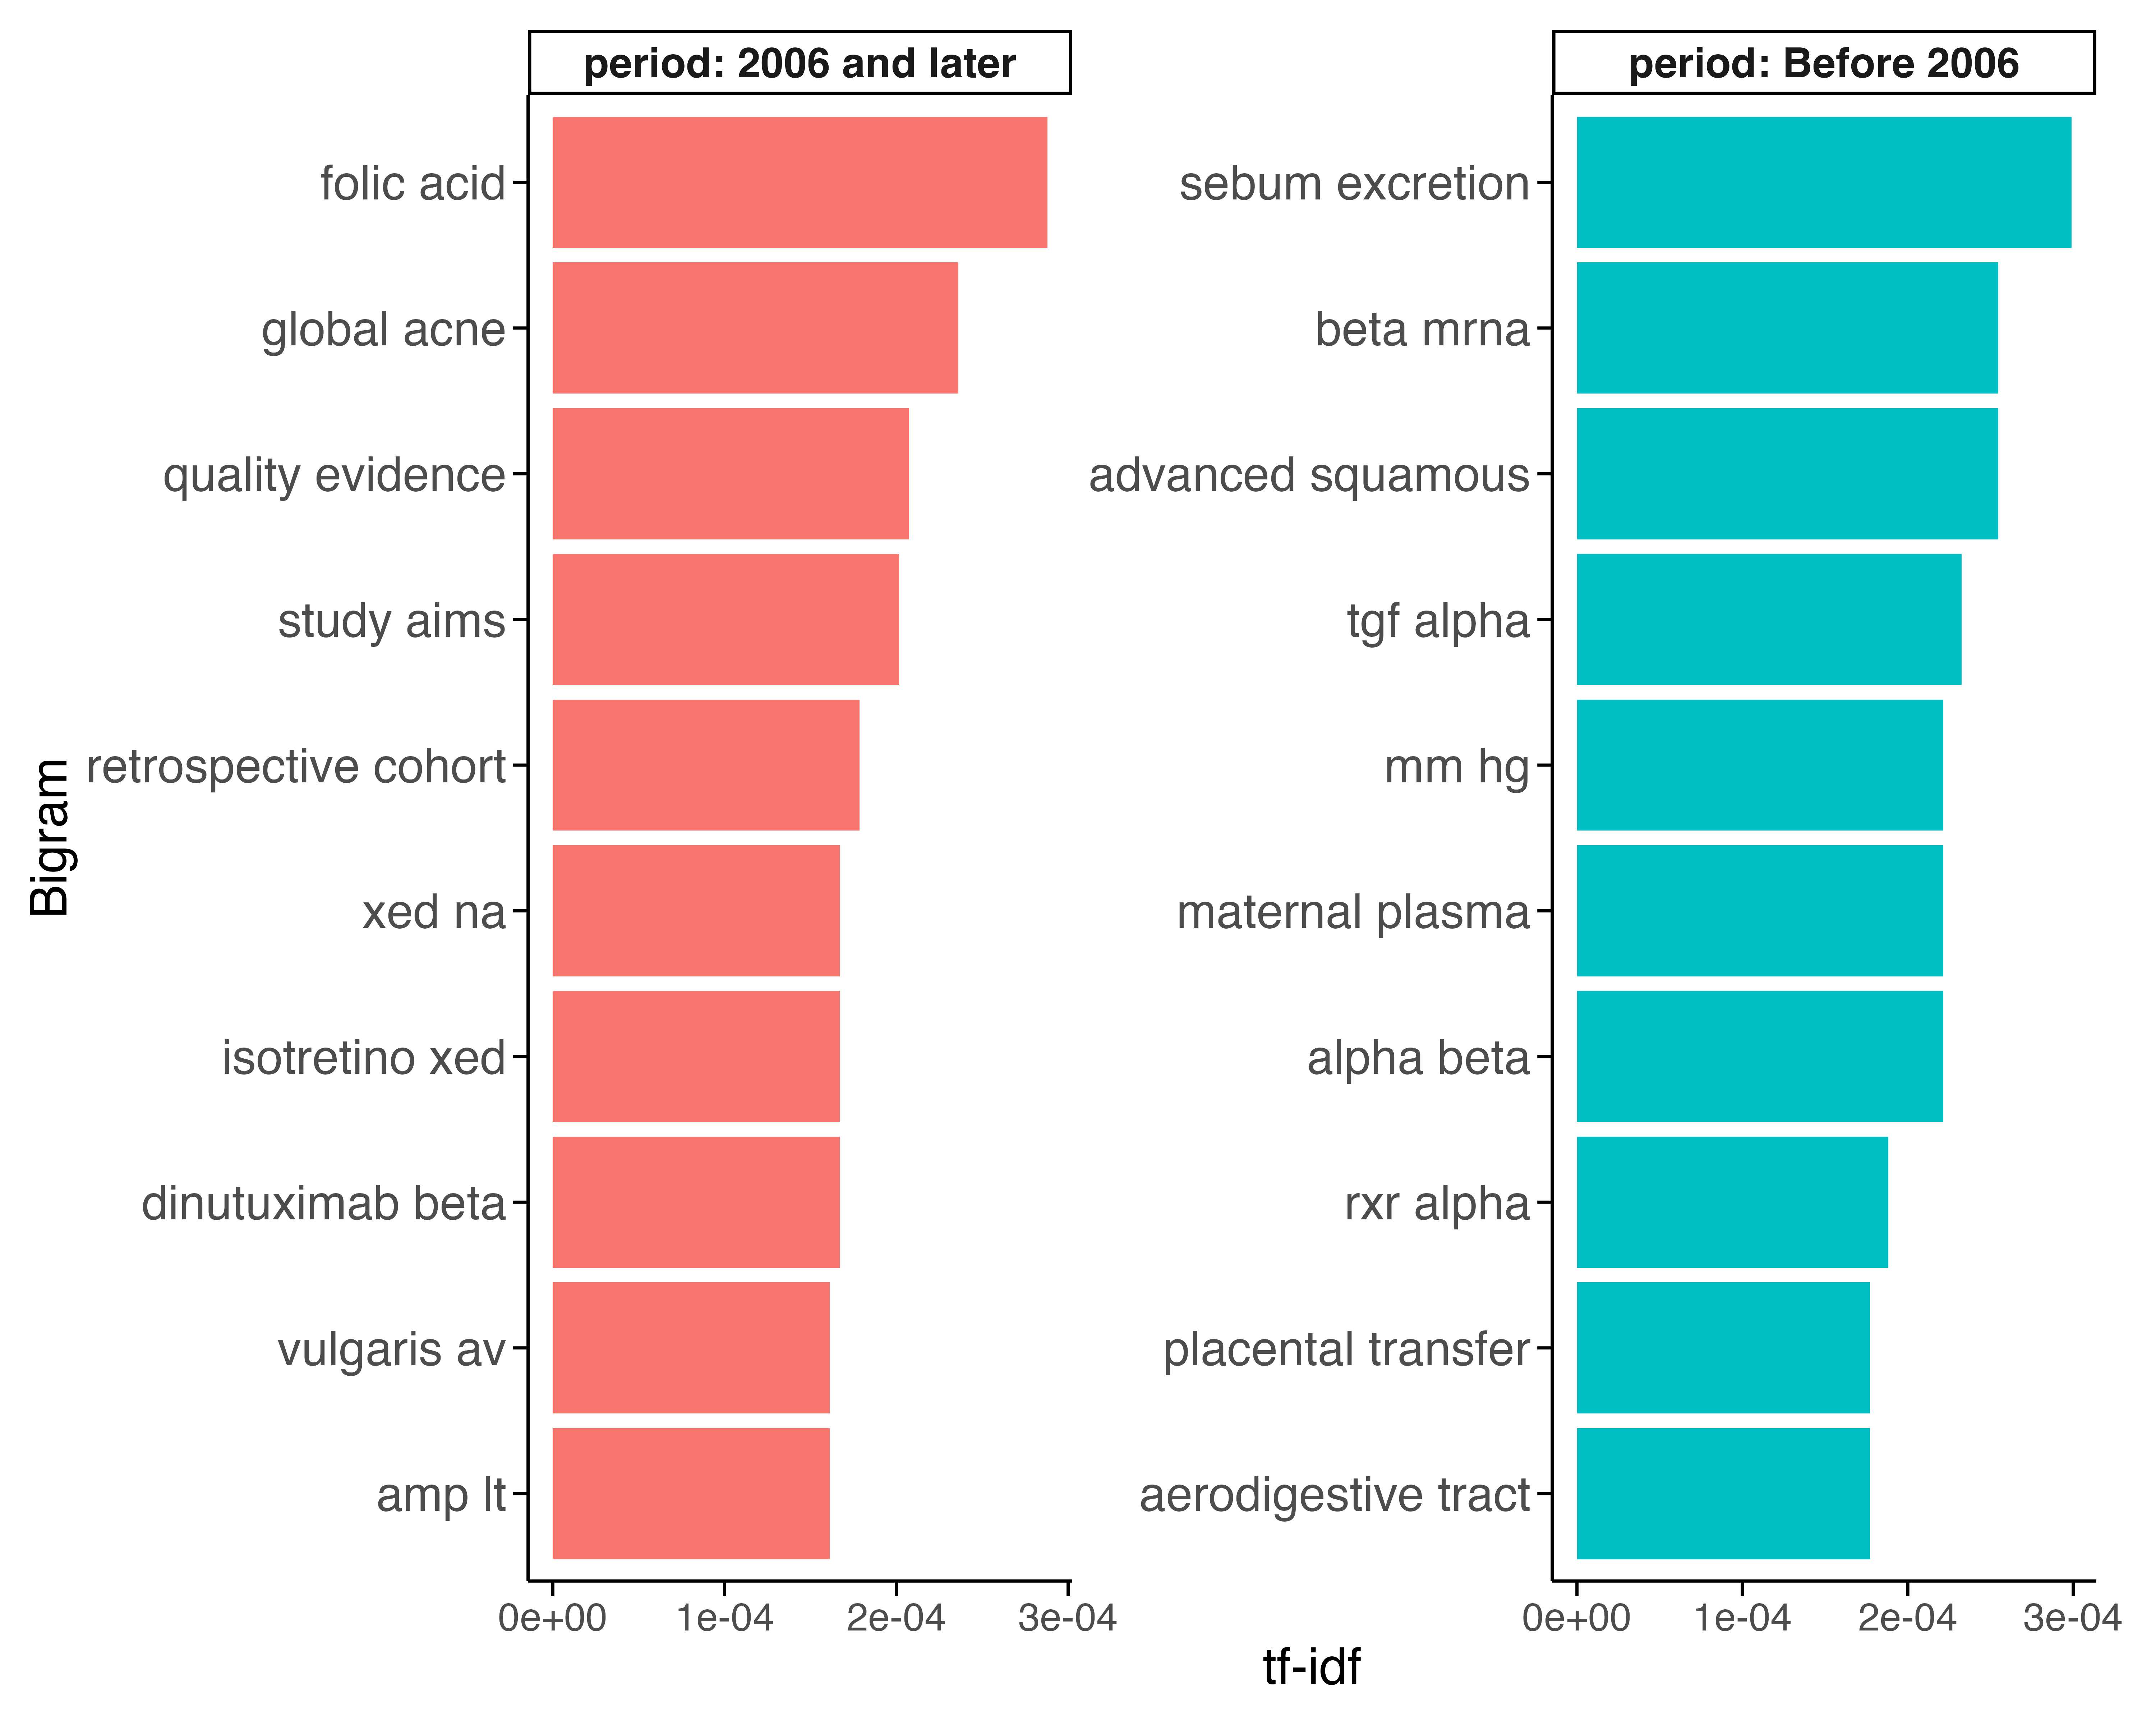 period: 2006 and later
folic acid
global acne
quality evidence
study aims
retrospective cohort
xed na
isotretino xed
dinutuximab beta
vulgaris av
amp lt
0e+00 1e-04 2e-04 3e-04
period: Before 2006
sebum excretion
beta mrna
advanced squamous
tgf alpha
mm hg
maternal plasma
alpha beta
rxr alpha
placental transfer
aerodigestive tract
0e+00 1e-04 2e-04 3e-04
Bigram
tf-idf